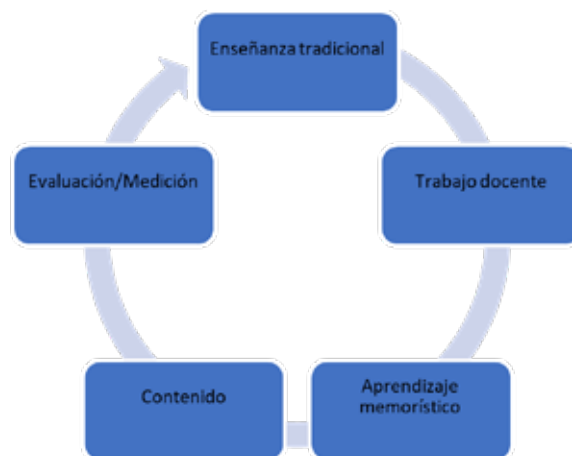 Enseñanza tradicional
Trabajo docente
Aprendizaje
memorístico
Contenido
Evaluación/Medición